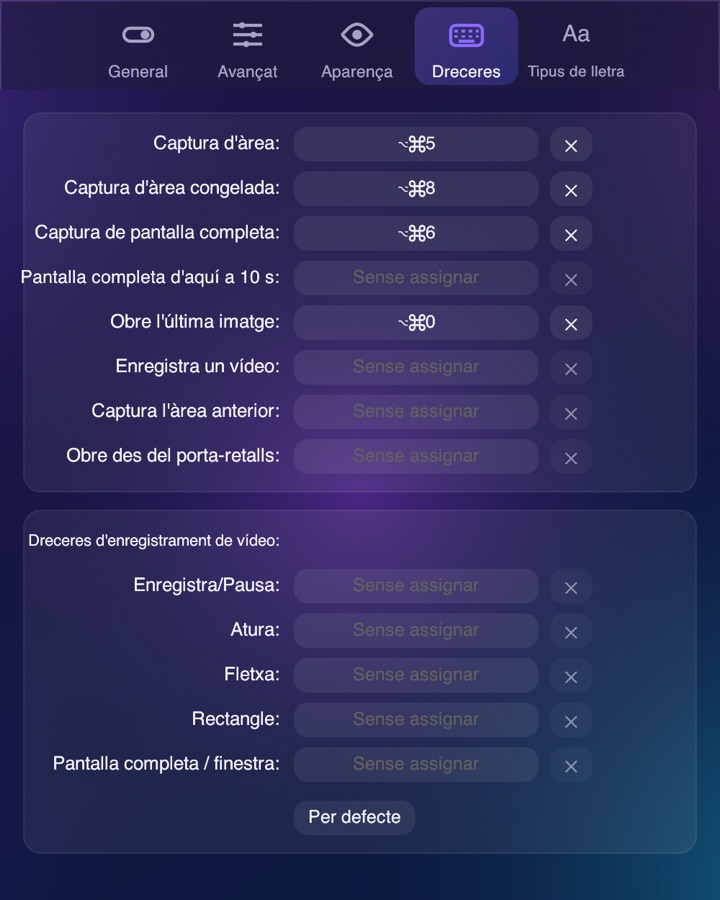 General Avançat Aparença Dreceres Aa Tipus de lletra
Captura d'àrea: ⌥⌘5
Captura d'àrea congelada: ⌥⌘8
Captura de pantalla completa: ⌥⌘6
Pantalla completa d'aquí a 10 s: Sense assignar
Obre l'última imatge: ⌥⌘0
Enregistra un vídeo: Sense assignar
Captura l'àrea anterior: Sense assignar
Obre des del porta-retalls: Sense assignar
Dreceres d'enregistrament de vídeo:
Enregistra/Pausa: Sense assignar
Atura: Sense assignar
Fletxa: Sense assignar
Rectangle: Sense assignar
Pantalla completa / finestra: Sense assignar
Per defecte